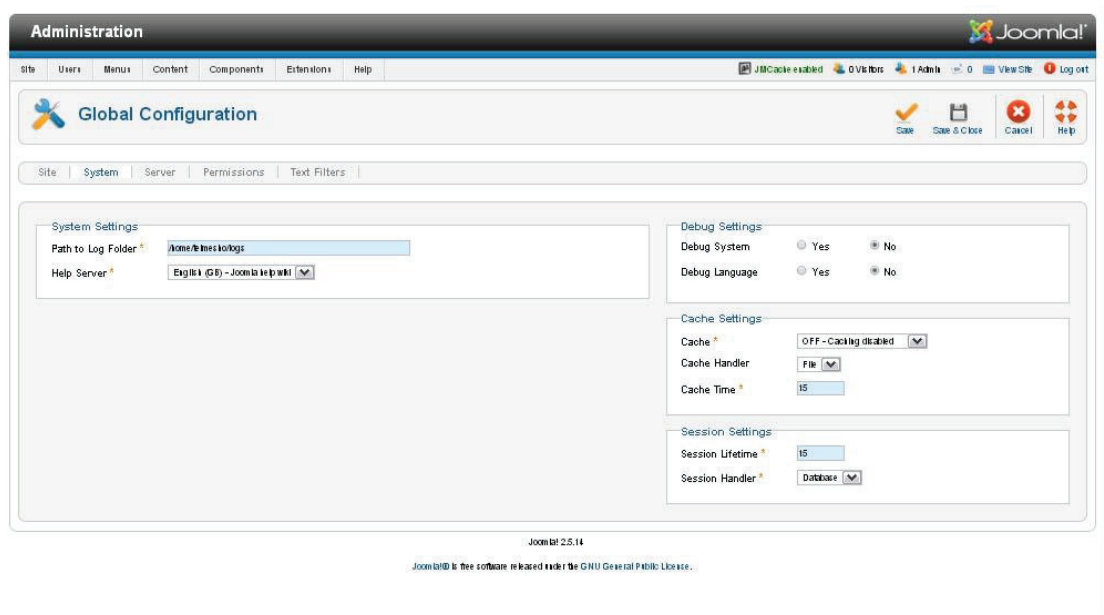 Administration
Joomla!
Site Users Menus Content Components Extensions Help
JMCache enabled 0 Visitors 1 Admin 0 View Site Log out
Global Configuration
Save Save & Close Cancel Help
Site System Server Permissions Text Filters
System Settings
Path to Log Folder *
Help Server * English (GB) - Joomla help wiki
Debug Settings
Debug System Yes No
Debug Language Yes No
Cache Settings
Cache * OFF - Caching disabled
Cache Handler File
Cache Time * 15
Session Settings
Session Lifetime * 15
Session Handler * Database
Joomla! 2.5.14
Joomla!® is free software released under the GNU General Public License.